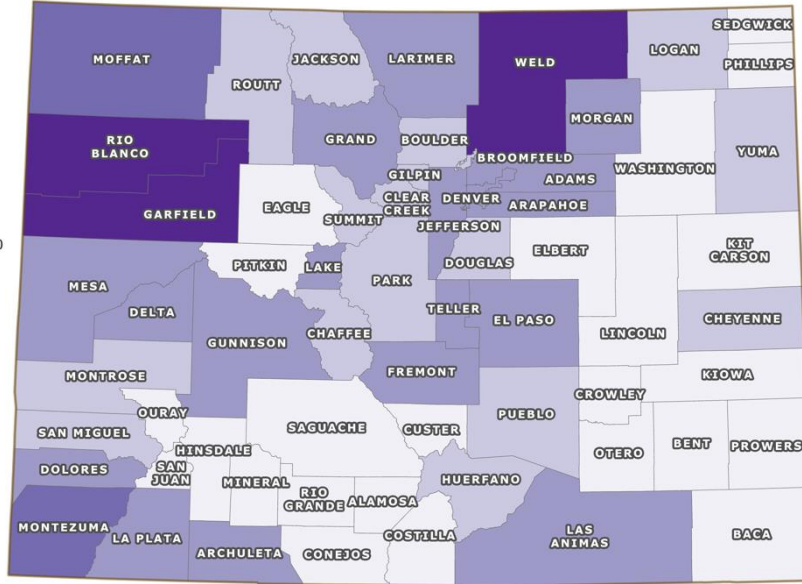 SEDGWICK
MOFFAT
JACKSON
LARIMER
WELD
LOGAN
PHILLIPS
ROUTT
GRAND
MORGAN
RIO
BLANCO
BOULDER
BROOMFIELD
WASHINGTON
YUMA
GILPIN
ADAMS
GARFIELD
EAGLE
SUMMIT
CLEAR
CREEK
DENVER
ARAPAHOE
JEFFERSON
0
PITKIN
LAKE
PARK
DOUGLAS
ELBERT
KIT
CARSON
MESA
DELTA
TELLER
EL PASO
LINCOLN
CHEYENNE
GUNNISON
CHAFFEE
FREMONT
MONTROSE
KIOWA
CROWLEY
OURAY
PUEBLO
SAN MIGUEL
SAGUACHE
CUSTER
HINSDALE
OTERO
BENT
PROWERS
DOLORES
SAN
JUAN
MINERAL
HUERFANO
RIO
GRANDE
ALAMOSA
MONTEZUMA
LA PLATA
ARCHULETA
CONEJOS
COSTILLA
LAS
ANIMAS
BACA